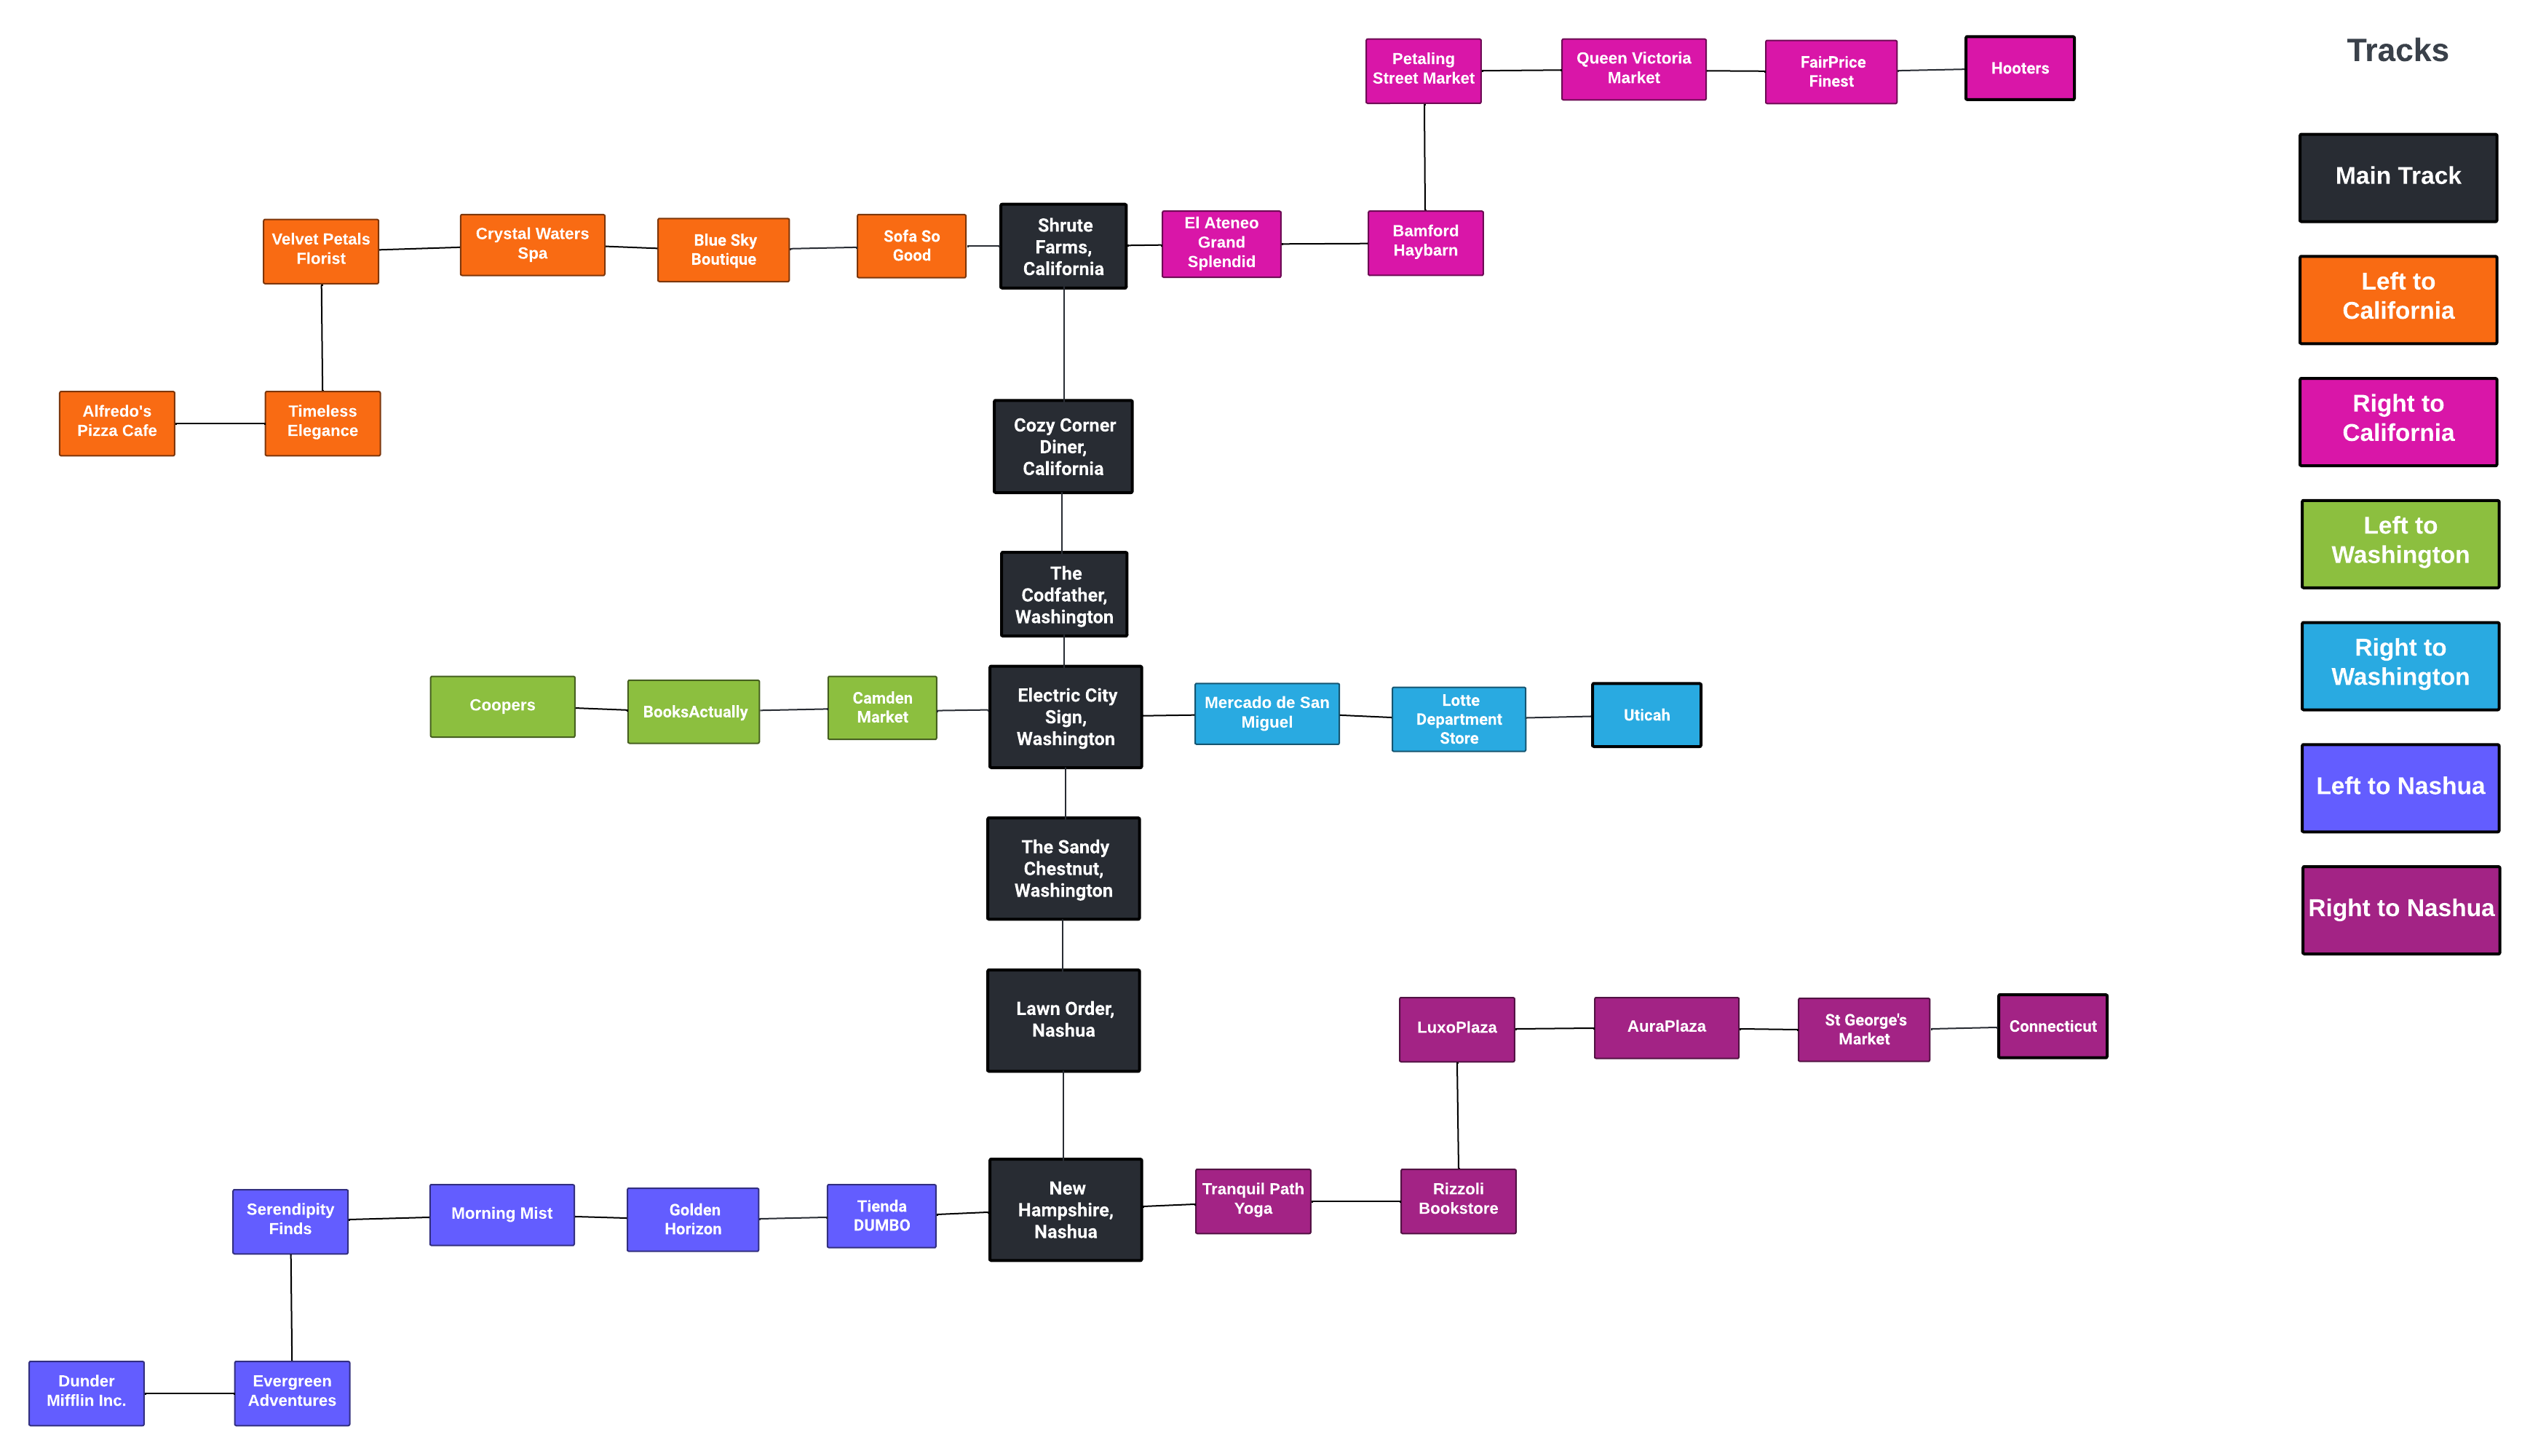 Tracks
Petaling
Street Market
Queen Victoria
Market
FairPrice
Finest
Hooters
Main Track
Velvet Petals
Florist
Crystal Waters
Spa
Blue Sky
Boutique
Sofa So
Good
Shrute
Farms,
California
El Ateneo
Grand
Splendid
Bamford
Haybarn
Left to
California
Alfredo's
Pizza Cafe
Timeless
Elegance
Cozy Corner
Diner,
California
Right to
California
The
Codfather,
Washington
Left to
Washington
Coopers
BooksActually
Camden
Market
Electric City
Sign,
Washington
Mercado de San
Miguel
Lotte
Department
Store
Uticah
Right to
Washington
The Sandy
Chestnut,
Washington
Left to Nashua
Right to Nashua
Lawn Order,
Nashua
LuxoPlaza
AuraPlaza
St George's
Market
Connecticut
Serendipity
Finds
Morning Mist
Golden
Horizon
Tienda
DUMBO
New
Hampshire,
Nashua
Tranquil Path
Yoga
Rizzoli
Bookstore
Dunder
Mifflin Inc.
Evergreen
Adventures